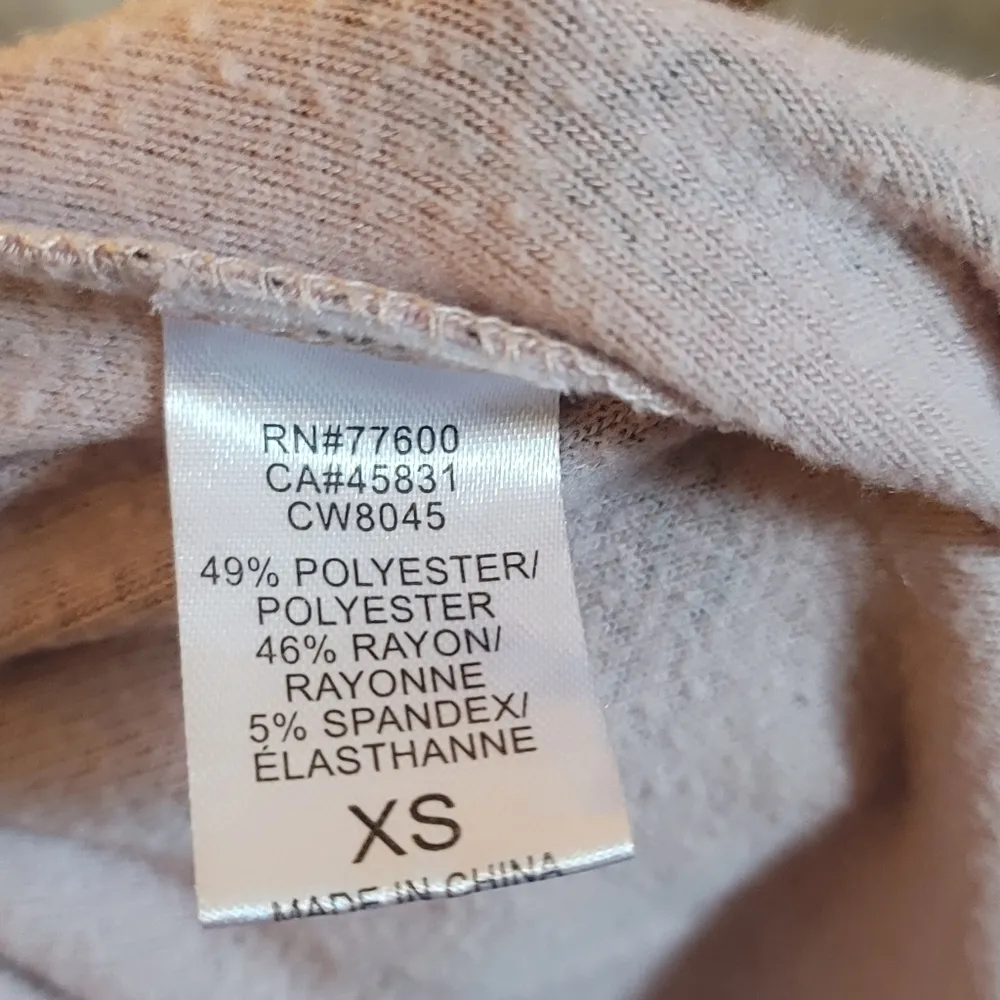 RN#77600
CA#45831
CW8045
49% POLYESTER/
POLYESTER
46% RAYON/
RAYONNE
5% SPANDEX/
ÉLASTHANNE
XS
MADE IN CHINA